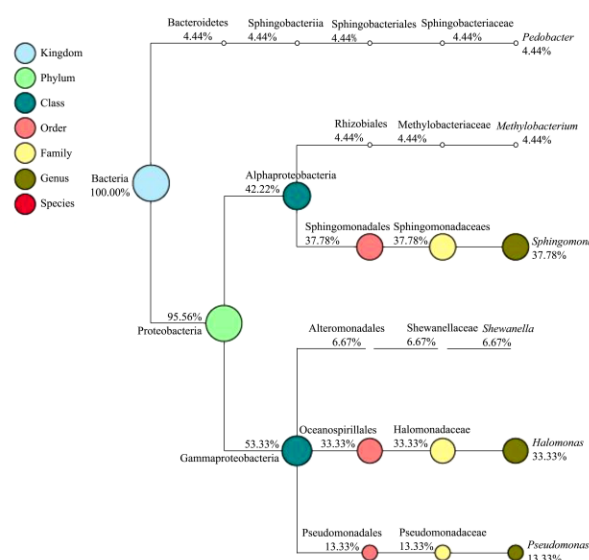 Bacteroidetes Sphingobacteriia Sphingobacteriales Sphingobacteriaceae
4.44% 4.44% 4.44% 4.44% Pedobacter
4.44%
Kingdom
Phylum
Class
Order
Family
Genus
Species
Rhizobiales Methylobacteriaceae Methylobacterium
4.44% 4.44% 4.44%
Bacteria
100.00%
Alphaproteobacteria
42.22%
Sphingomonadales Sphingomonadaceaes
37.78% 37.78% Sphingomon
37.78%
95.56%
Proteobacteria
Alteromonadales Shewanellaceae Shewanella
6.67% 6.67% 6.67%
53.33%
Gammaproteobacteria
Oceanospirillales Halomonadaceae
33.33% 33.33% Halomonas
33.33%
Pseudomonadales Pseudomonadaceae
13.33% 13.33% Pseudomonas
13.33%